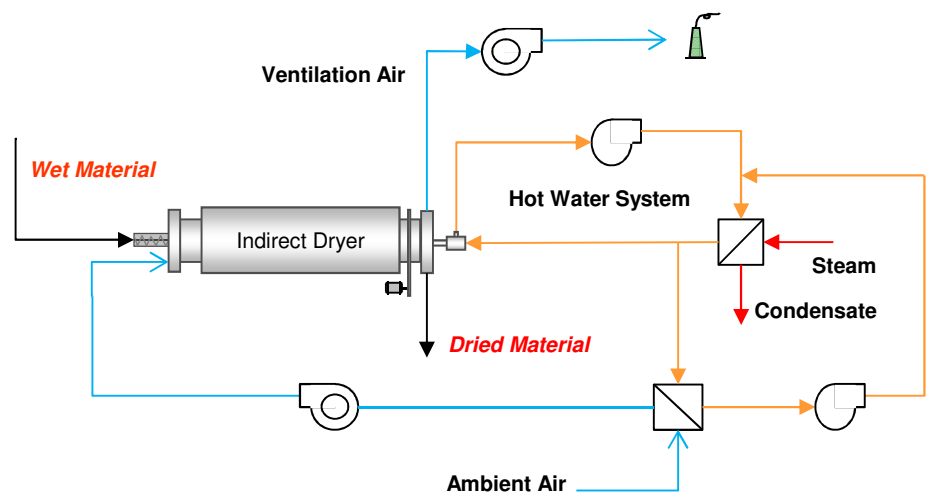 Ventilation Air
Wet Material
Hot Water System
Indirect Dryer
Steam
Condensate
Dried Material
Ambient Air